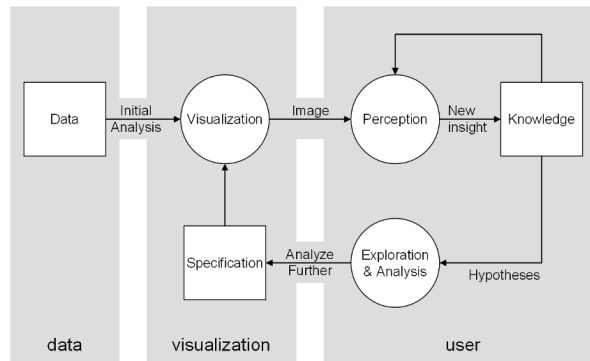 Data
Initial
Analysis
Visualization
Image
Perception
New
insight
Knowledge
Specification
Analyze
Further
Exploration
& Analysis
Hypotheses
data
visualization
user